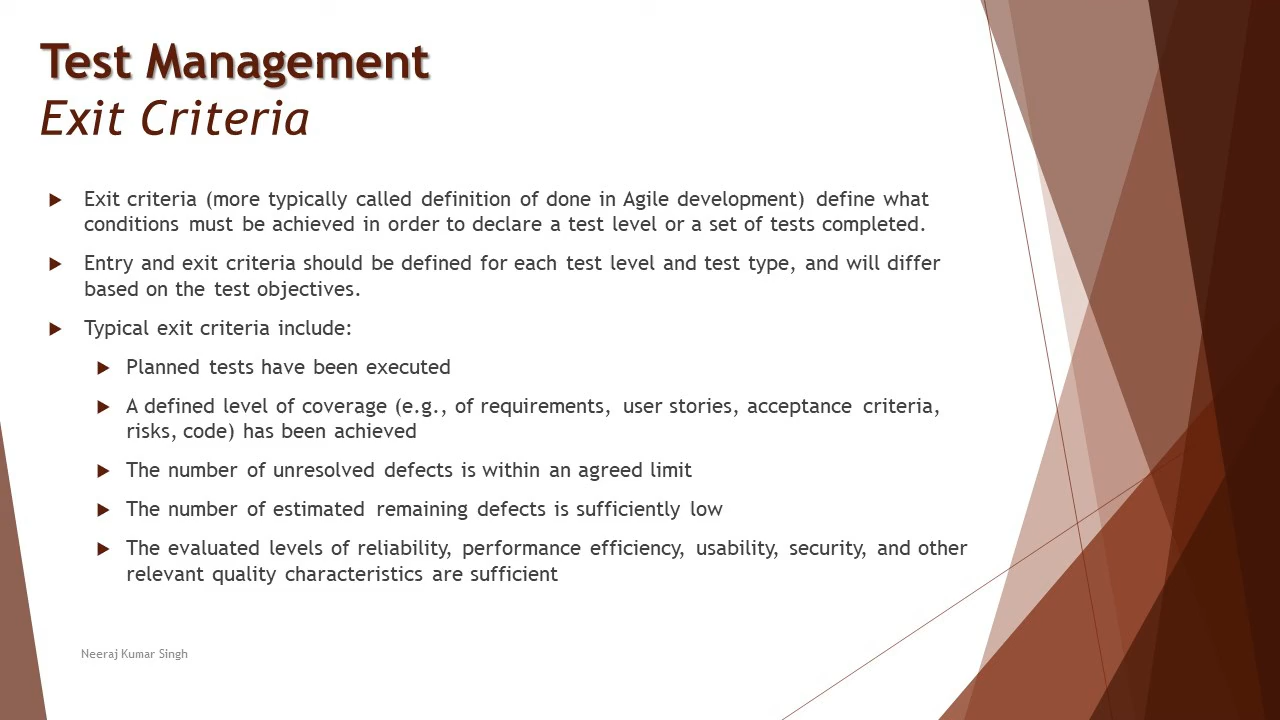 Test Management
Exit Criteria
Exit criteria (more typically called definition of done in Agile development) define what
conditions must be achieved in order to declare a test level or a set of tests completed.
Entry and exit criteria should be defined for each test level and test type, and will differ
based on the test objectives.
Typical exit criteria include:
Planned tests have been executed
A defined level of coverage (e.g., of requirements, user stories, acceptance criteria,
risks, code) has been achieved
The number of unresolved defects is within an agreed limit
The number of estimated remaining defects is sufficiently low
The evaluated levels of reliability, performance efficiency, usability, security, and other
relevant quality characteristics are sufficient
Neeraj Kumar Singh